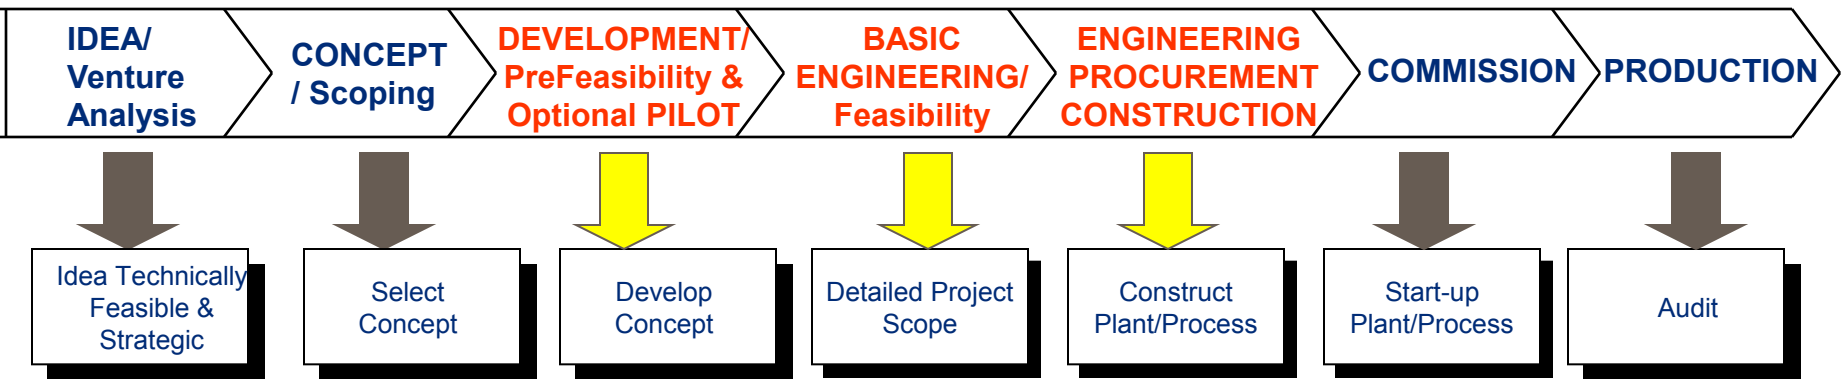 IDEA/
Venture
Analysis
CONCEPT
/ Scoping
DEVELOPMENT/
PreFeasibility &
Optional PILOT
BASIC
ENGINEERING/
Feasibility
ENGINEERING
PROCUREMENT
CONSTRUCTION
COMMISSION
PRODUCTION
Idea Technically
Feasible &
Strategic
Select
Concept
Develop
Concept
Detailed Project
Scope
Construct
Plant/Process
Start-up
Plant/Process
Audit